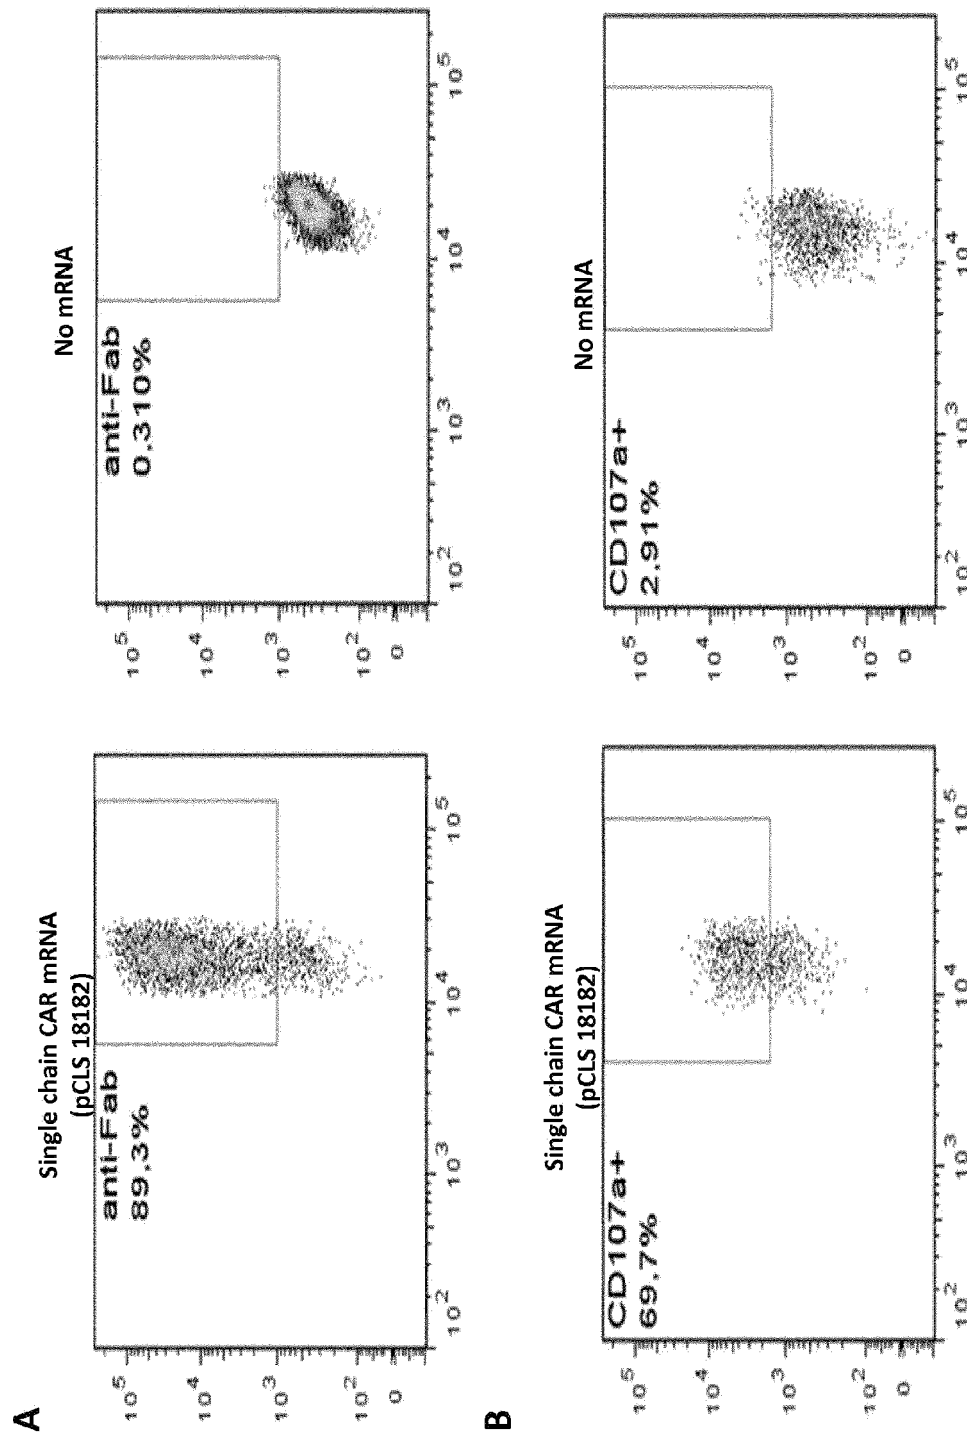 A
Single chain CAR mRNA
(pCLS 18182)
anti-Fab
89.3%
10^5
10^4
10^3
10^2
0
10^2 10^3 10^4 10^5
No mRNA
anti-Fab
0.310%
10^5
10^4
10^3
10^2
0
10^2 10^3 10^4 10^5
B
Single chain CAR mRNA
(pCLS 18182)
CD107a+
69.7%
10^5
10^4
10^3
10^2
0
10^2 10^3 10^4 10^5
No mRNA
CD107a+
2.91%
10^5
10^4
10^3
10^2
0
10^2 10^3 10^4 10^5